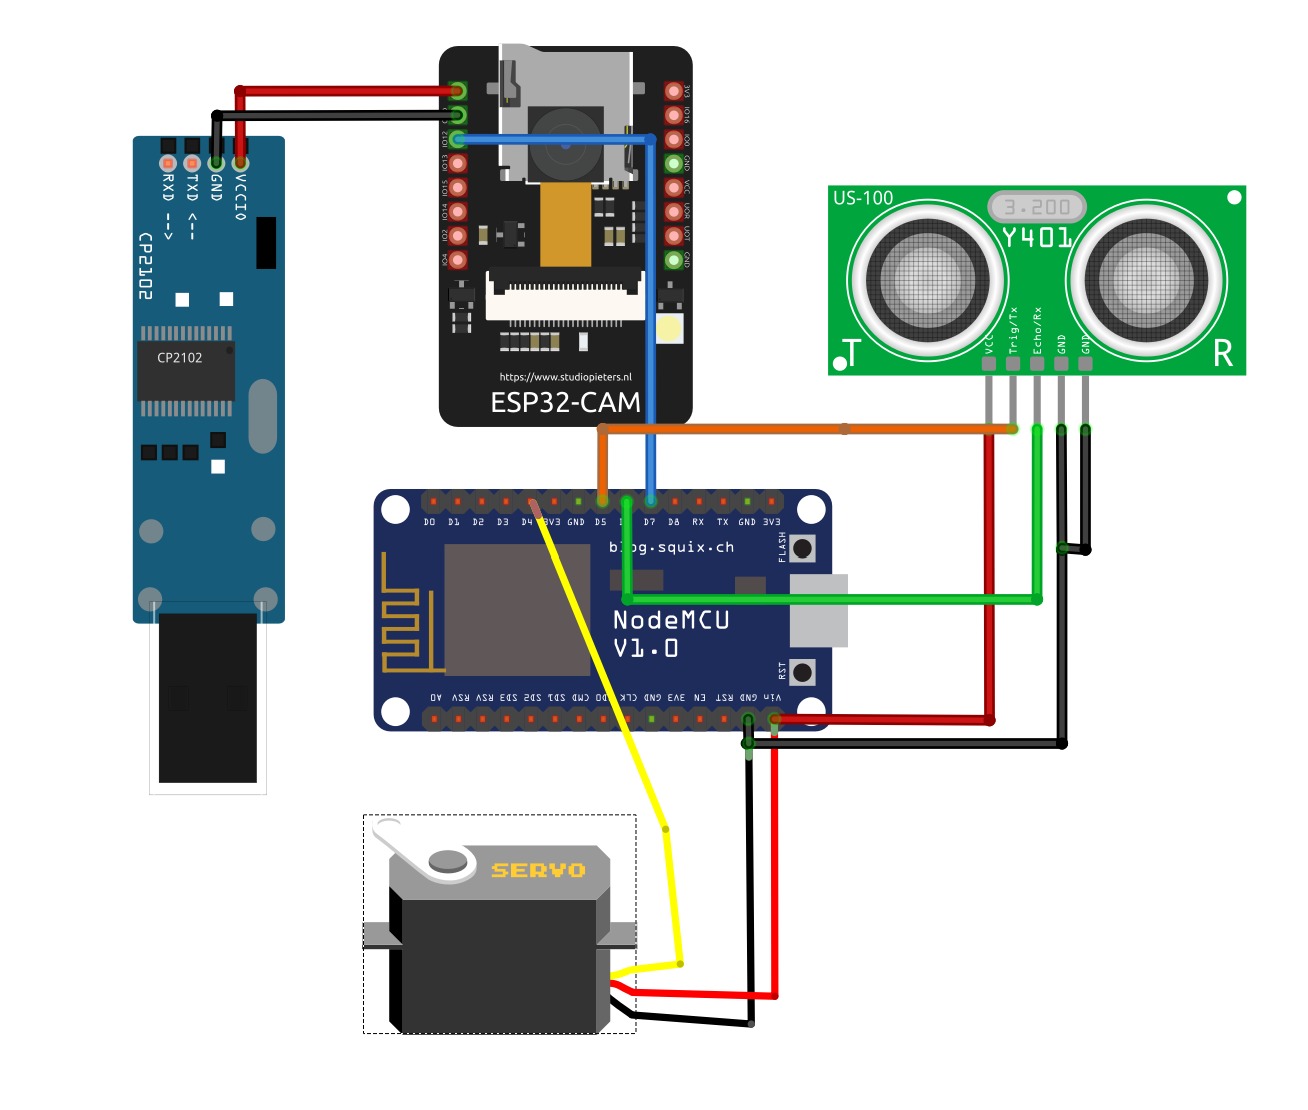 RXD -->
TXD <--
GND
VCCIO
CP2102
CP2102
IO12
IO13
IO15
IO14
IO2
IO4
3V3
IO16
IO0
GND
VCC
UOR
UOT
GND
https://www.studiopieters.nl
ESP32-CAM
US-100
3.200
Y401
T
R
VCC
Trig/Tx
Echo/Rx
GND
GND
D0 D1 D2 D3 D4 3V3 GND D5 D7 D8 RX TX GND 3V3
blog.squix.ch
FLASH
NodeMCU
V1.0
RST
A0 RSV RSV SD3 SD2 SD1 CMD SD0 CLK GND 3V3 EN RST GND Vin
SERVO